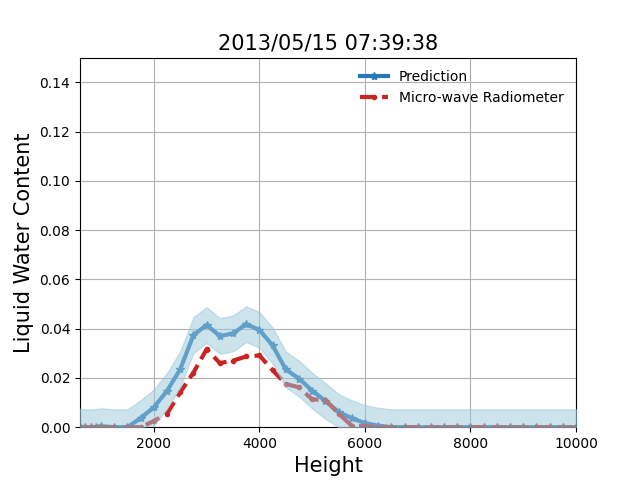 2013/05/15 07:39:38
0.14
0.12
0.10
0.08
0.06
0.04
0.02
0.00
Liquid Water Content
Prediction
Micro-wave Radiometer
2000 4000 6000 8000 10000
Height